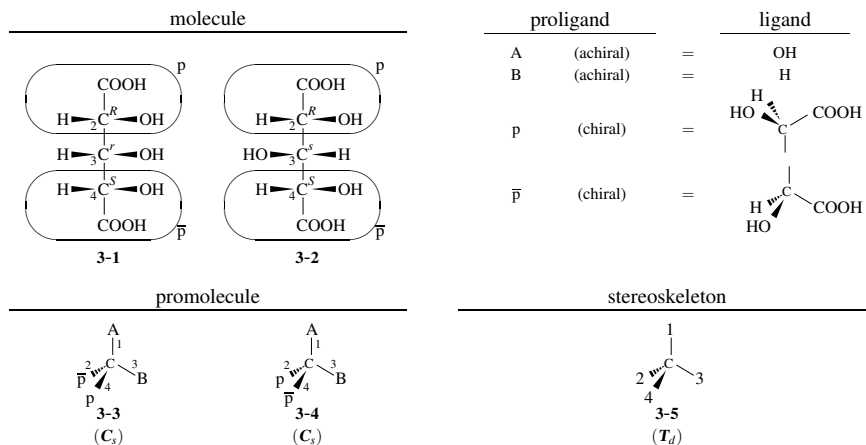 molecule
p p
COOH COOH
H C R OH H C R OH
2 2
H C r OH HO C s H
3 3
H C S OH H C S OH
4 4
COOH COOH
p̅ p̅
3-1 3-2
proligand ligand
A (achiral) = OH
B (achiral) = H
p (chiral) = H HO C COOH
p̅ (chiral) = H HO C COOH
promolecule
A A
1 1
2 C 3 2 C 3
p̅ 4 B p 4 B
p p̅
3-3 3-4
(Cs) (Cs)
stereoskeleton
1
C
2 3
4
3-5
(Td)